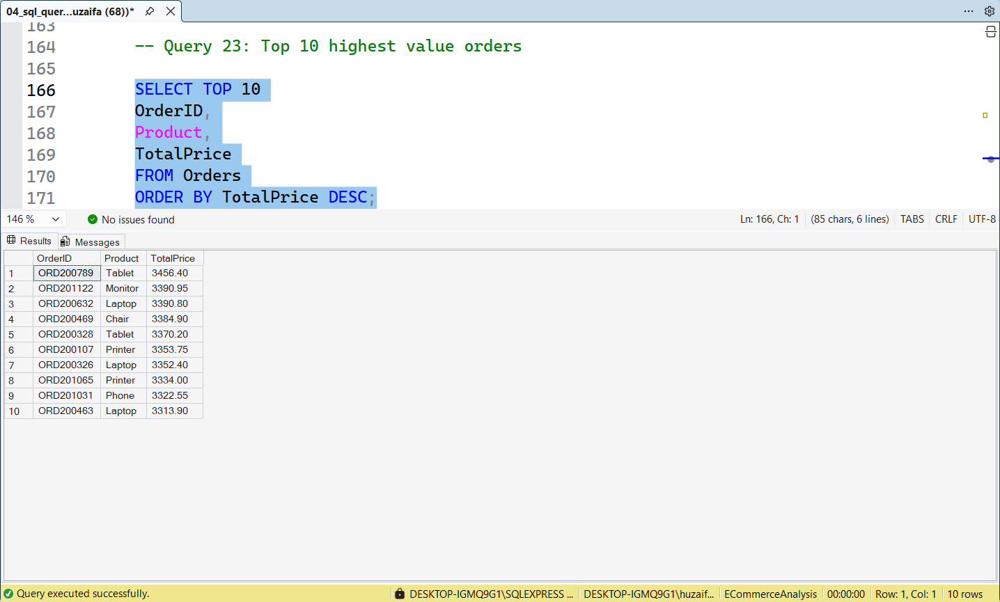 04_sql_quer...uzaifa (68))*
163
164 -- Query 23: Top 10 highest value orders
165
166 SELECT TOP 10
167 OrderID,
168 Product,
169 TotalPrice
170 FROM Orders
171 ORDER BY TotalPrice DESC;
146 % No issues found Ln: 166, Ch: 1 (85 chars, 6 lines) TABS CRLF UTF-8
Results Messages
OrderID Product TotalPrice
1 ORD200789 Tablet 3456.40
2 ORD201122 Monitor 3390.95
3 ORD200632 Laptop 3390.80
4 ORD200469 Chair 3384.90
5 ORD200328 Tablet 3370.20
6 ORD200107 Printer 3353.75
7 ORD200326 Laptop 3352.40
8 ORD201065 Printer 3334.00
9 ORD201031 Phone 3322.55
10 ORD200463 Laptop 3313.90
Query executed successfully. DESKTOP-IGMQ9G1\SQLEXPRESS ... DESKTOP-IGMQ9G1\huzaif... ECommerceAnalysis 00:00:00 Row: 1, Col: 1 10 rows